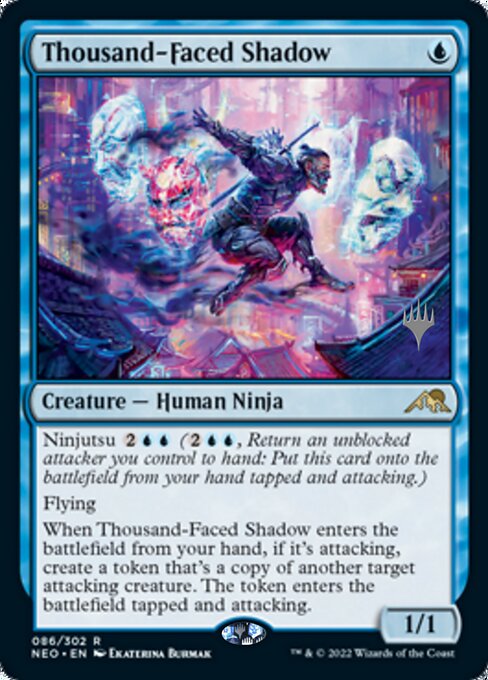 Thousand-Faced Shadow
Creature — Human Ninja
Ninjutsu 2 (2, Return an unblocked
attacker you control to hand: Put this card onto the
battlefield from your hand tapped and attacking.)
Flying
When Thousand-Faced Shadow enters the
battlefield from your hand, if it's attacking,
create a token that's a copy of another target
attacking creature. The token enters the
battlefield tapped and attacking.
1/1
086/302 R
NEO • EN Ekaterina Burmak
™ & © 2022 Wizards of the Coast